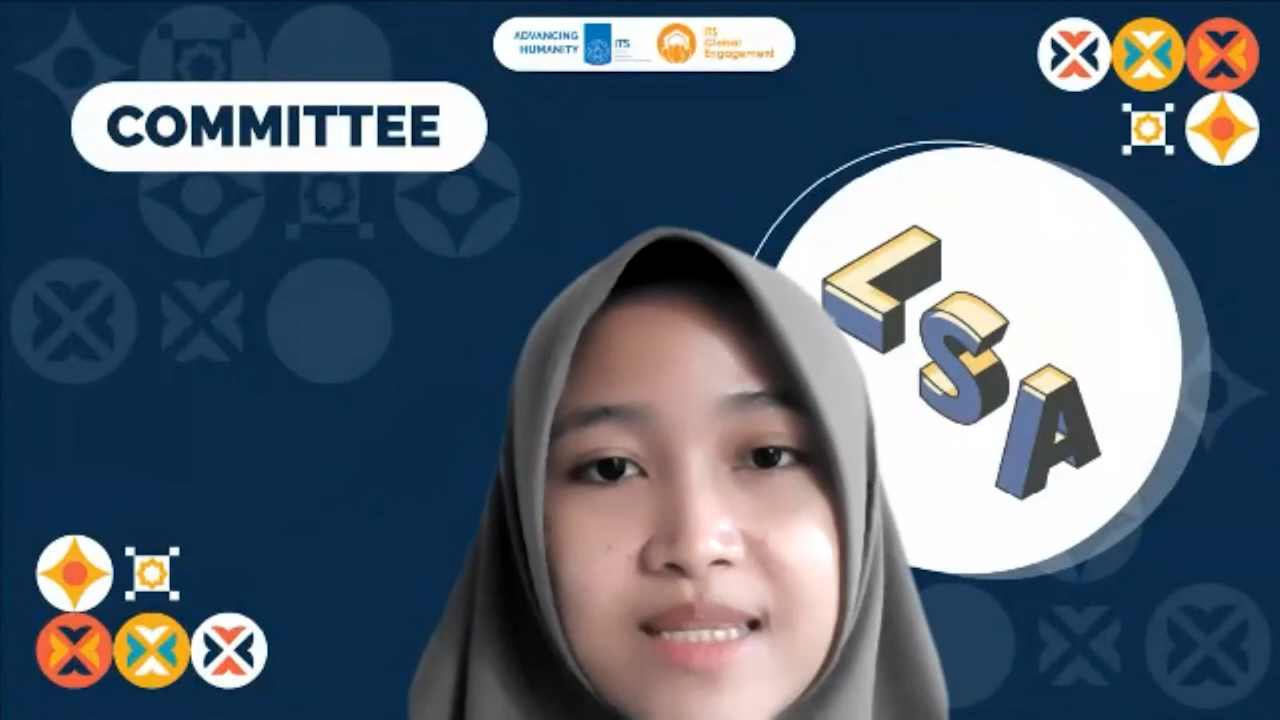 ADVANCING
HUMANITY
ITS
ITS
Global
Engagement
COMMITTEE
LSA